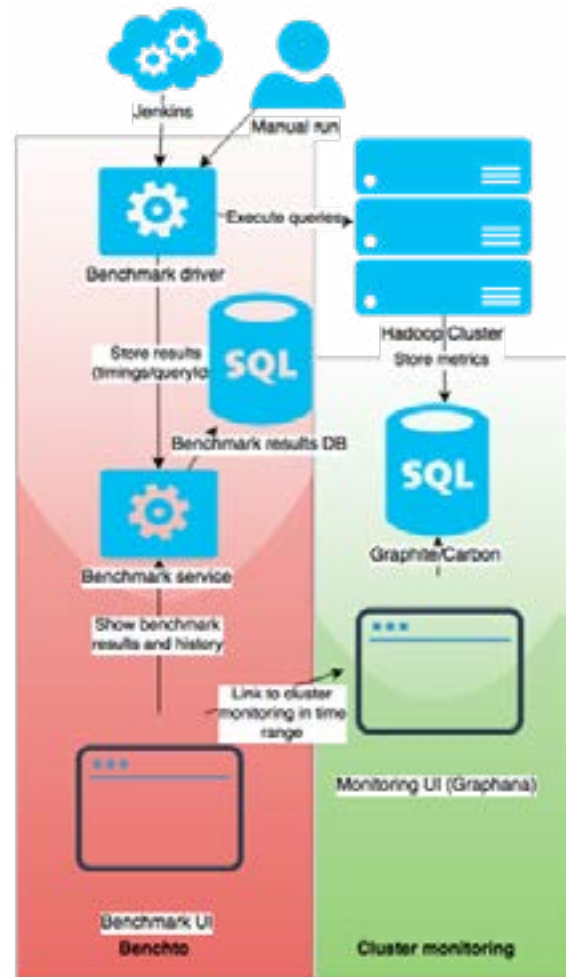 Jenkins
Manual run
Execute queries
Benchmark driver
Hadoop Cluster
Store results
(timings/queryId)
SQL
Store metrics
Benchmark results DB
SQL
Benchmark service
Graphite/Carbon
Show benchmark
results and history
Link to cluster
monitoring in time
range
Monitoring UI (Graphana)
Benchmark UI
Benchto
Cluster monitoring